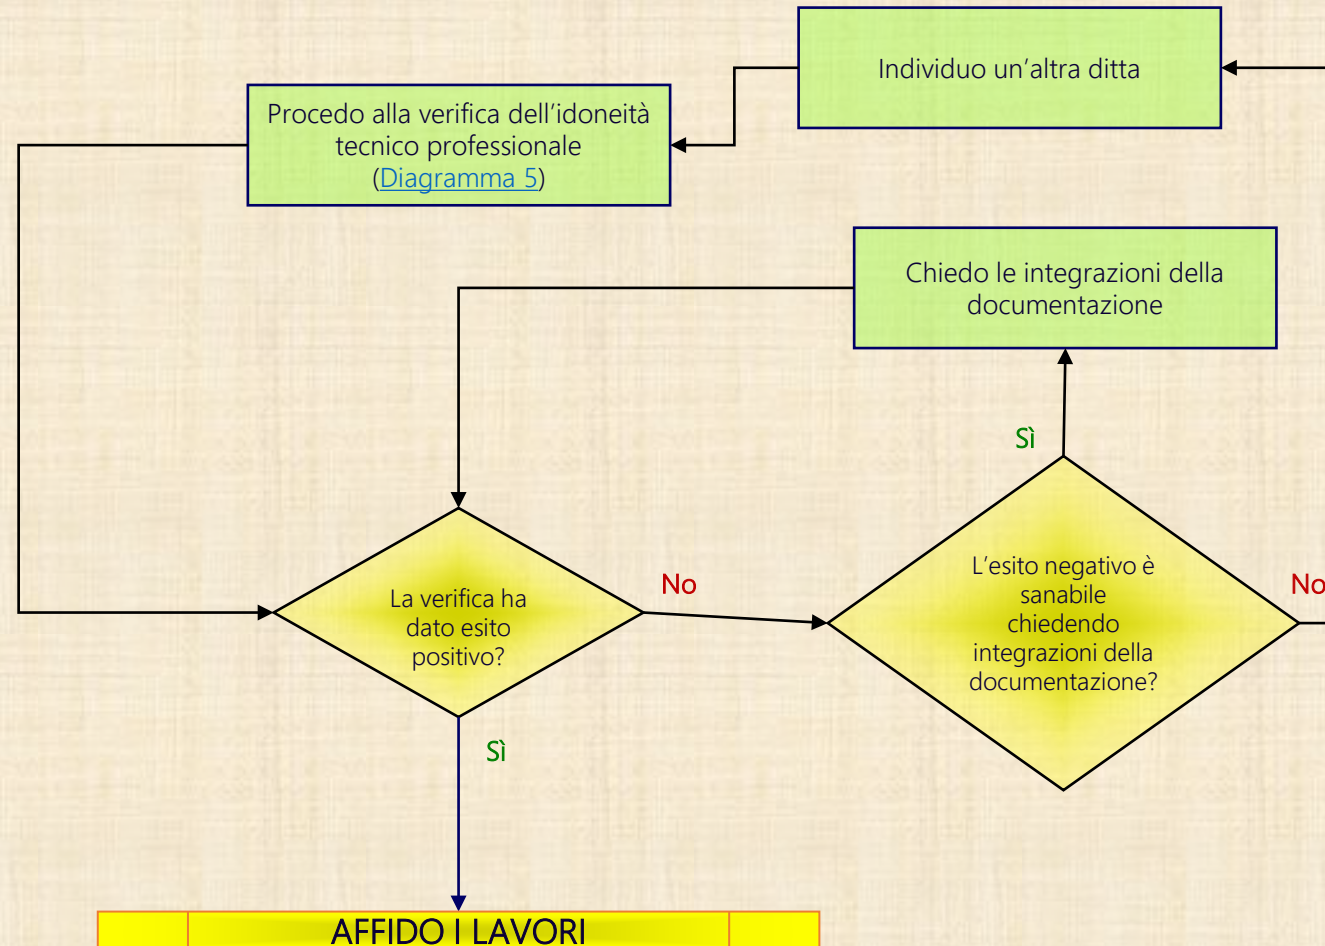 Individuo un’altra ditta
Procedo alla verifica dell’idoneità
tecnico professionale
(Diagramma 5)
Chiedo le integrazioni della
documentazione
Sì
La verifica ha
dato esito
positivo?
No
L’esito negativo è
sanabile
chiedendo
integrazioni della
documentazione?
No
Sì
AFFIDO I LAVORI